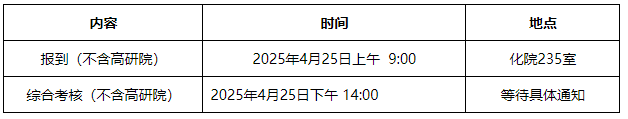 内容 时间 地点
报到（不含高研院） 2025年4月25日上午 9:00 化院235室
综合考核（不含高研院） 2025年4月25日下午 14:00 等待具体通知